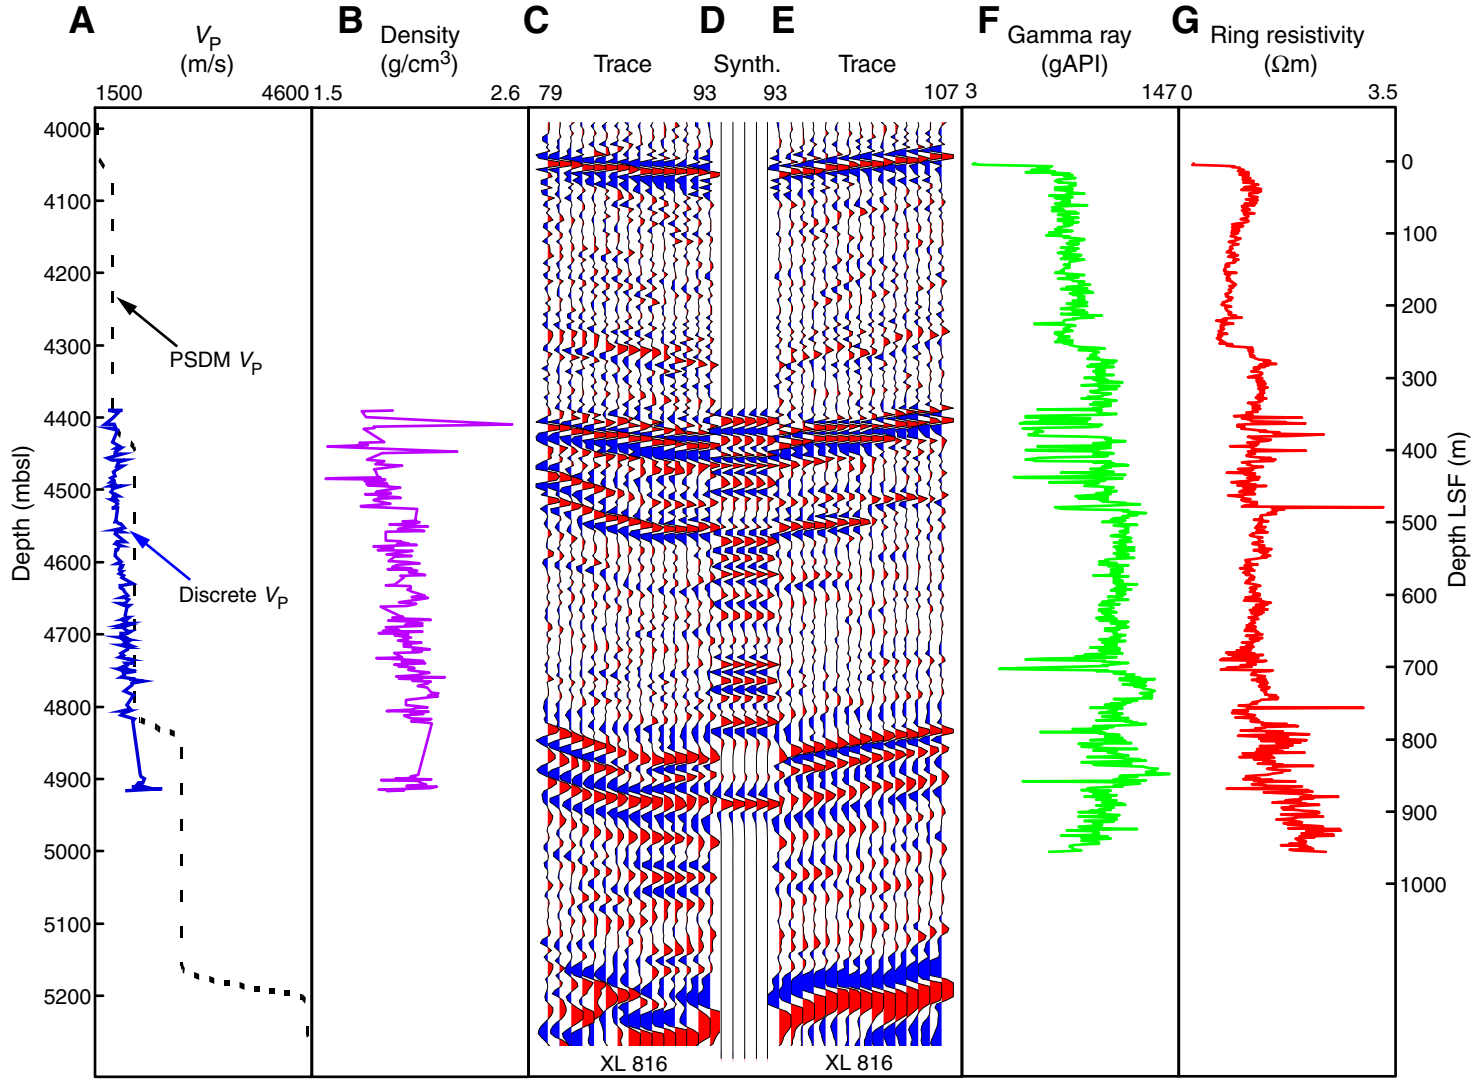 A
B
C
D
E
F
G
V_P
(m/s)
Density
(g/cm³)
Trace
Synth.
Trace
Gamma ray
(gAPI)
Ring resistivity
(Ωm)
1500 4600
1.5 2.6
79 93
93 107
3 147
0 3.5
Depth (mbsl)
4000
4100
4200
4300
4400
4500
4600
4700
4800
4900
5000
5100
5200
PSDM V_P
Discrete V_P
XL 816
XL 816
0
100
200
300
400
500
600
700
800
900
1000
Depth LSF (m)